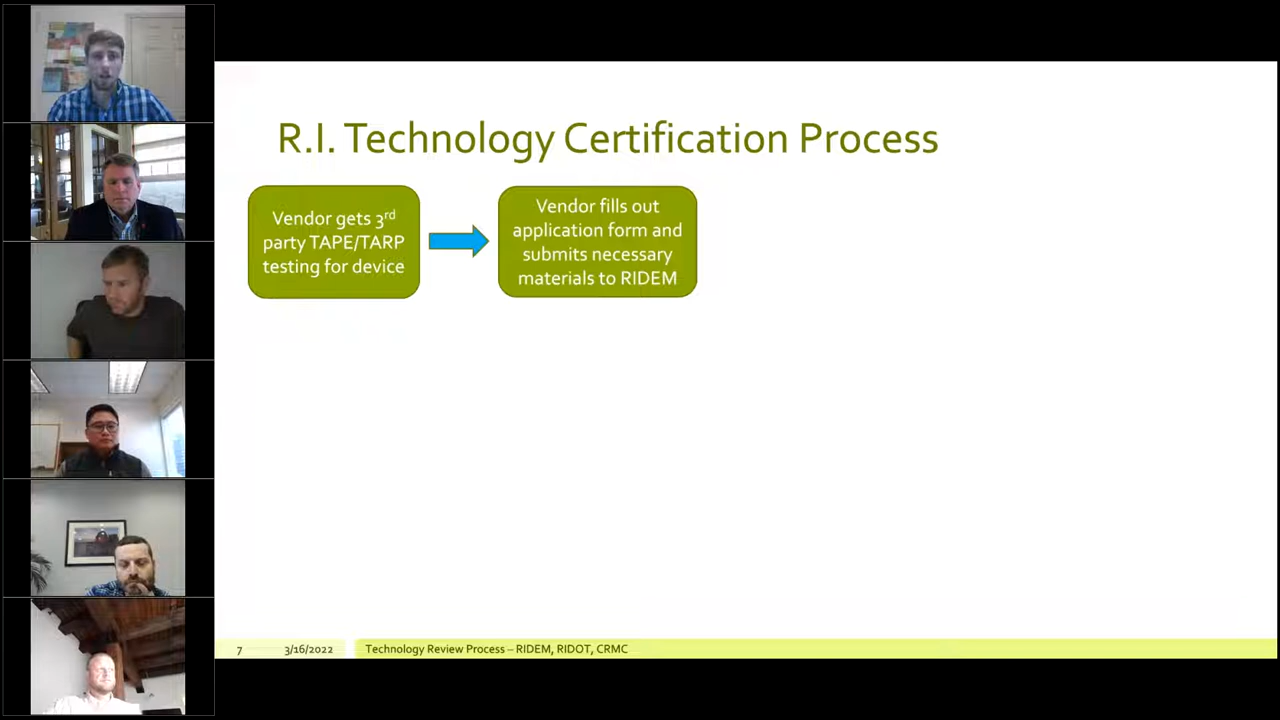 R.I. Technology Certification Process
Vendor gets 3rd
party TAPE/TARP
testing for device
Vendor fills out
application form and
submits necessary
materials to RIDEM
7 3/16/2022 Technology Review Process – RIDEM, RIDOT, CRMC